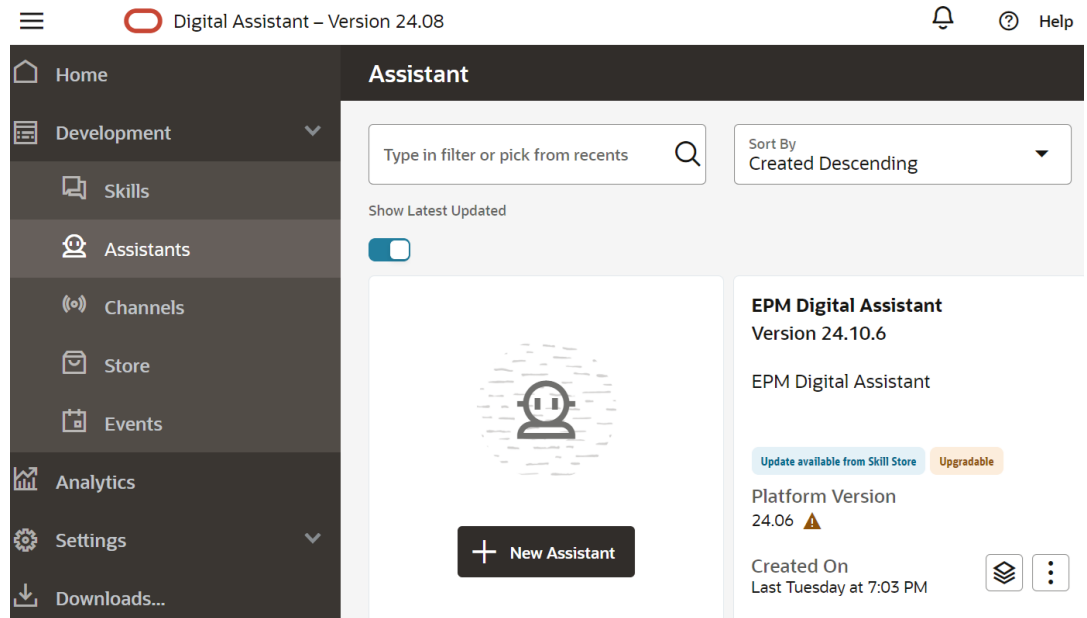 Digital Assistant – Version 24.08
Help
Home
Development
Skills
Assistants
Channels
Store
Events
Analytics
Settings
Downloads...
Assistant
Type in filter or pick from recents
Sort By
Created Descending
Show Latest Updated
New Assistant
EPM Digital Assistant
Version 24.10.6
EPM Digital Assistant
Update available from Skill Store Upgradable
Platform Version
24.06
Created On
Last Tuesday at 7:03 PM